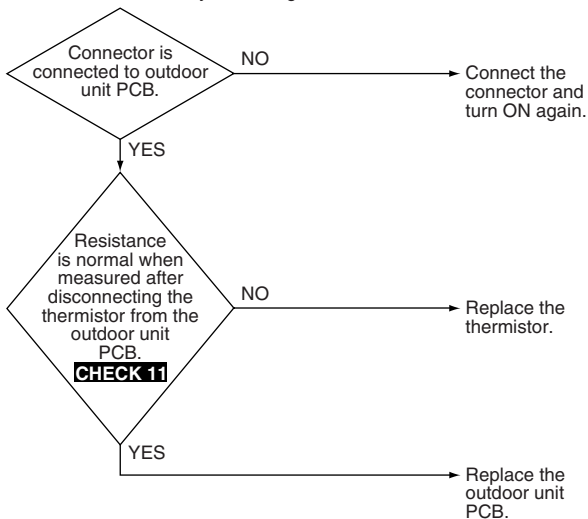 Connector is
connected to outdoor
unit PCB.
NO
Connect the
connector and
turn ON again.
YES
Resistance
is normal when
measured after
disconnecting the
thermistor from the
outdoor unit
PCB.
CHECK 11
NO
Replace the
thermistor.
YES
Replace the
outdoor unit
PCB.